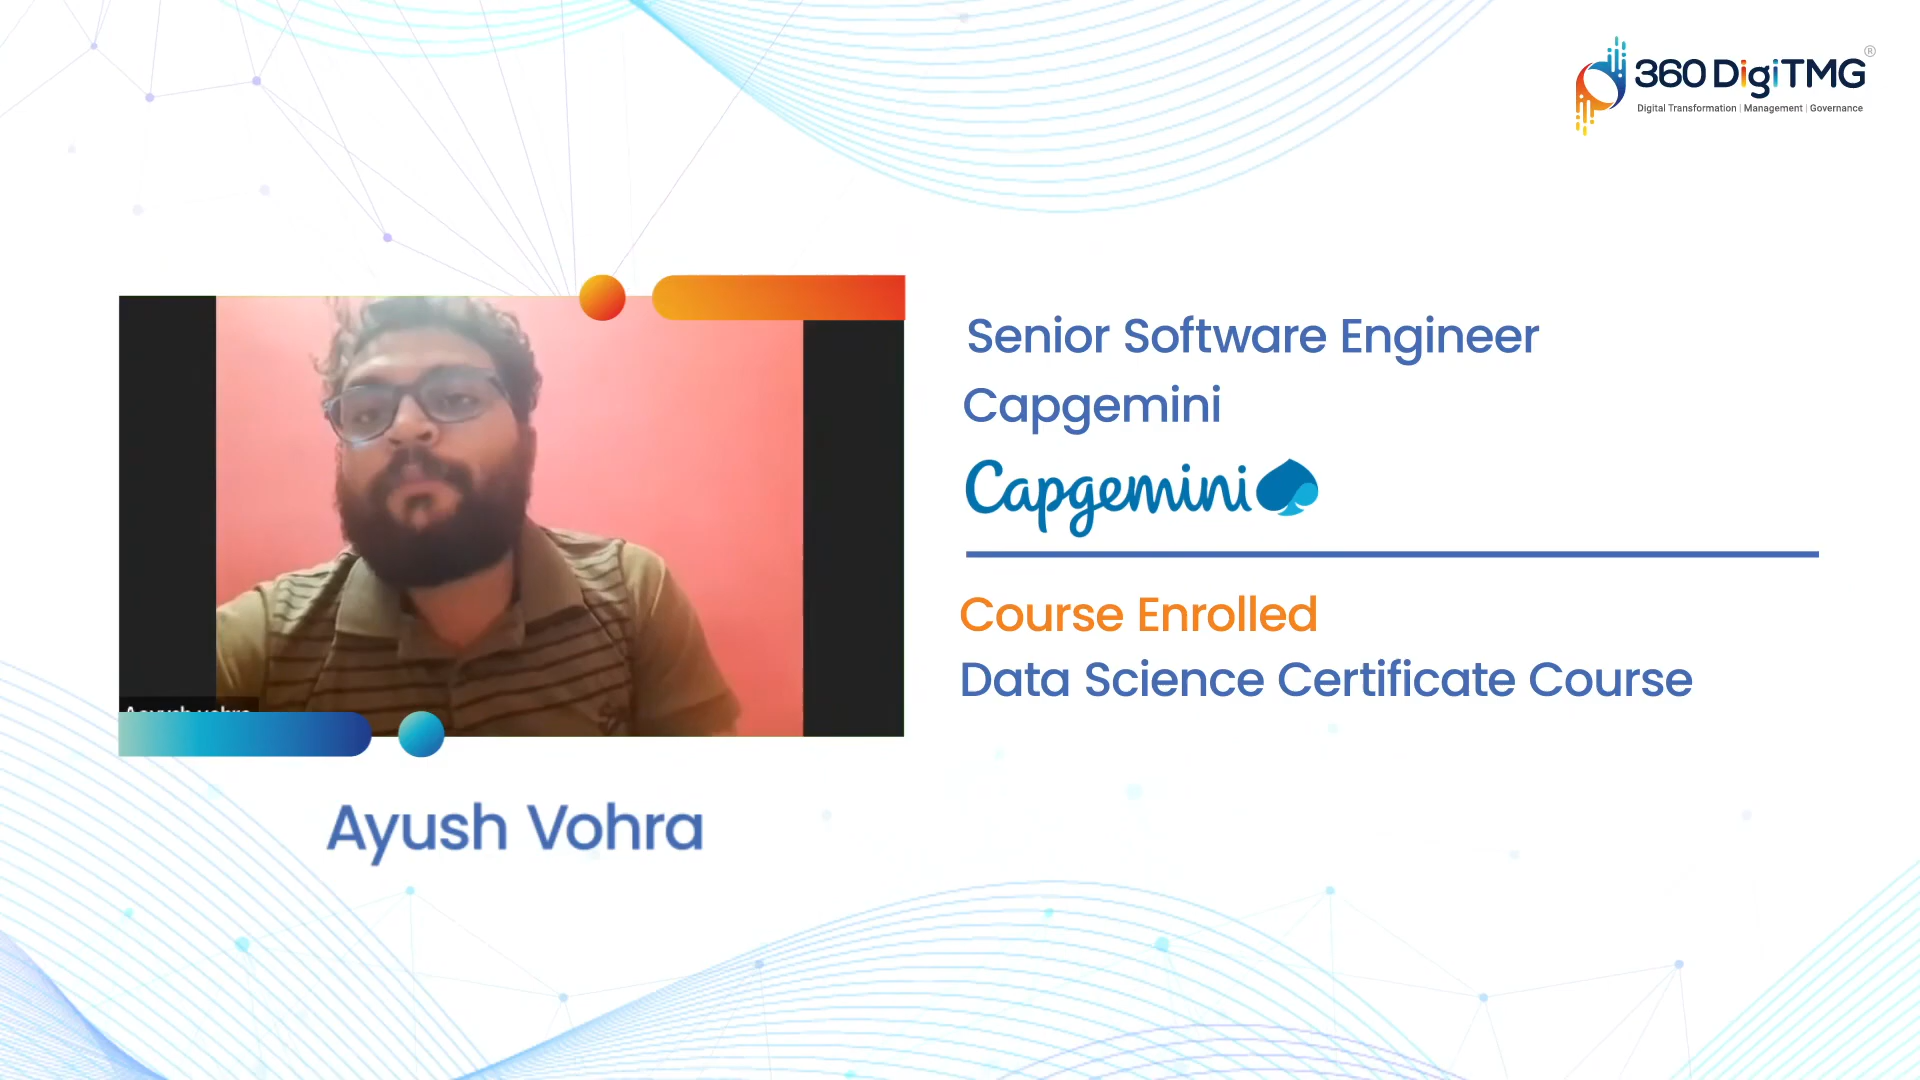 360 DigiTMG ®
Digital Transformation | Management | Governance
Senior Software Engineer
Capgemini
Capgemini
Course Enrolled
Data Science Certificate Course
Ayush Vohra